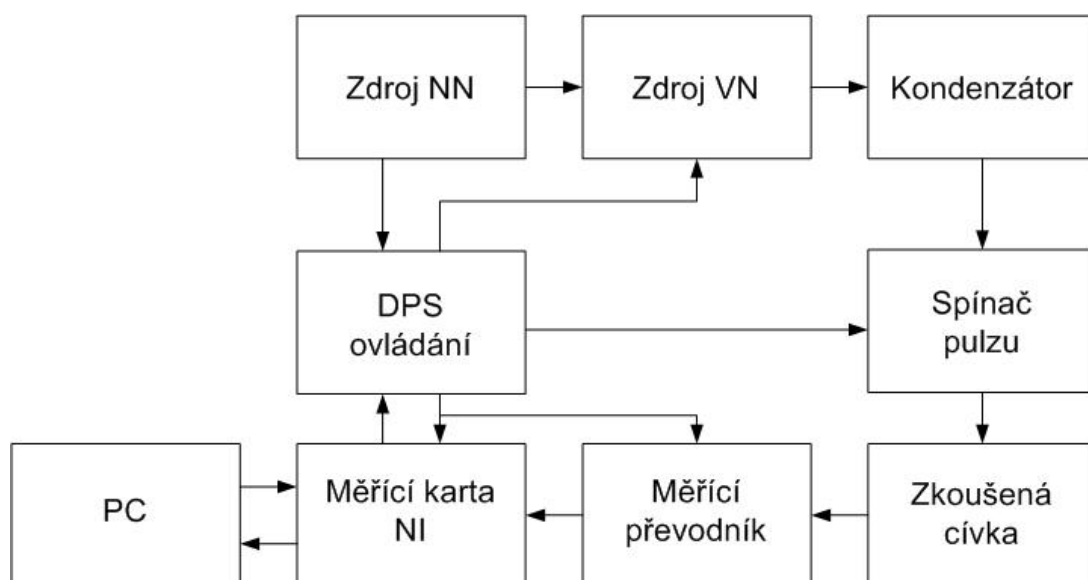 Zdroj NN
Zdroj VN
Kondenzátor
DPS
ovládání
Spínač
pulzu
PC
Měřící karta
NI
Měřící
převodník
Zkoušená
cívka